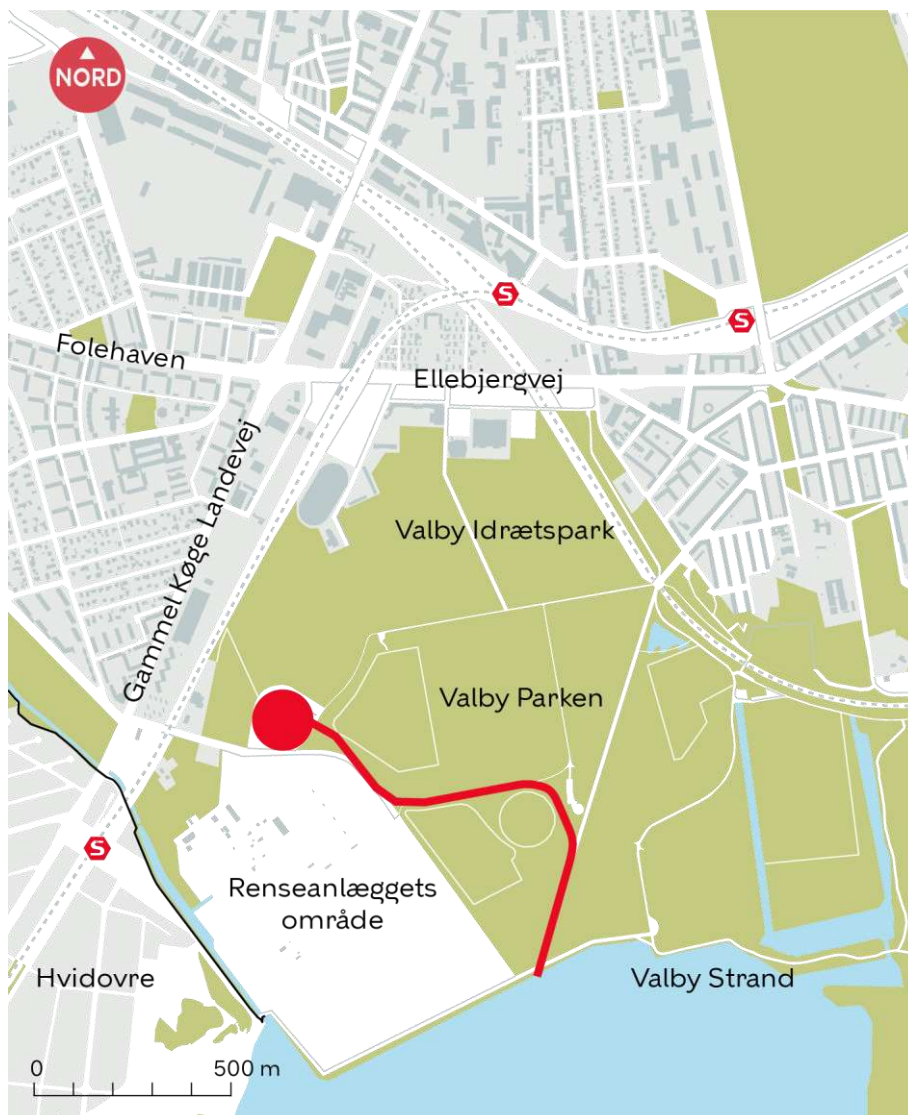 NORD
S
S
Folehaven
Ellebjergvej
Gammel Køge Landevej
Valby Idrætspark
Valby Parken
S
Renseanlæggets
område
Hvidovre
Valby Strand
0 500 m